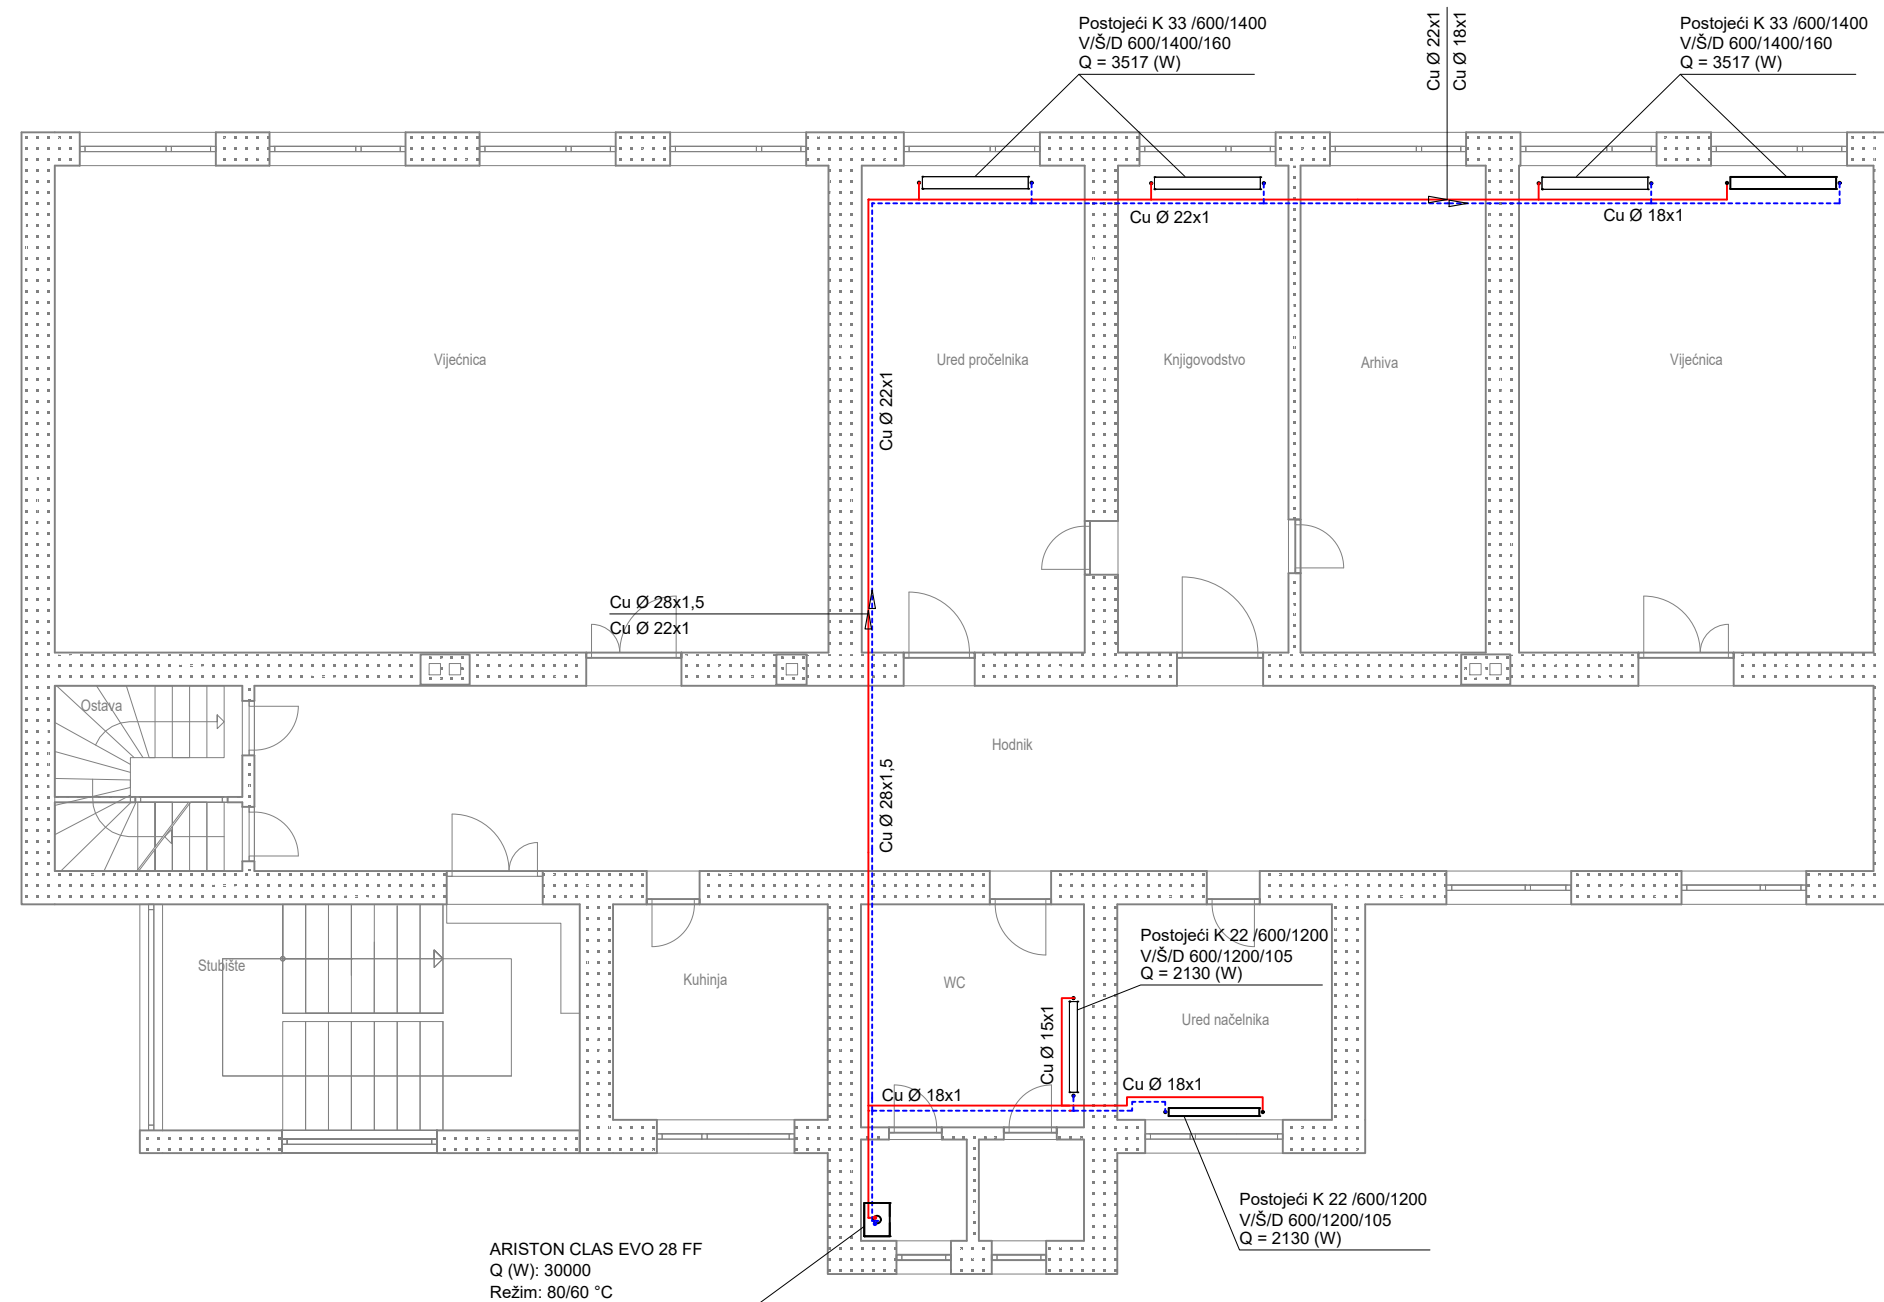 Postojeći K 33 /600/1400
V/Š/D 600/1400/160
Q = 3517 (W)
Cu Ø 22x1
Cu Ø 18x1
Postojeći K 33 /600/1400
V/Š/D 600/1400/160
Q = 3517 (W)
Cu Ø 22x1
Cu Ø 18x1
Vijećnica
Ured pročelnika
Knjigovodstvo
Arhiva
Vijećnica
Cu Ø 22x1
Cu Ø 28x1,5
Cu Ø 22x1
Ostava
Hodnik
Cu Ø 28x1,5
Stubište
Kuhinja
WC
Postojeći K 22 /600/1200
V/Š/D 600/1200/105
Q = 2130 (W)
Ured načelnika
Cu Ø 15x1
Cu Ø 18x1
Cu Ø 18x1
Postojeći K 22 /600/1200
V/Š/D 600/1200/105
Q = 2130 (W)
ARISTON CLAS EVO 28 FF
Q (W): 30000
Režim: 80/60 °C